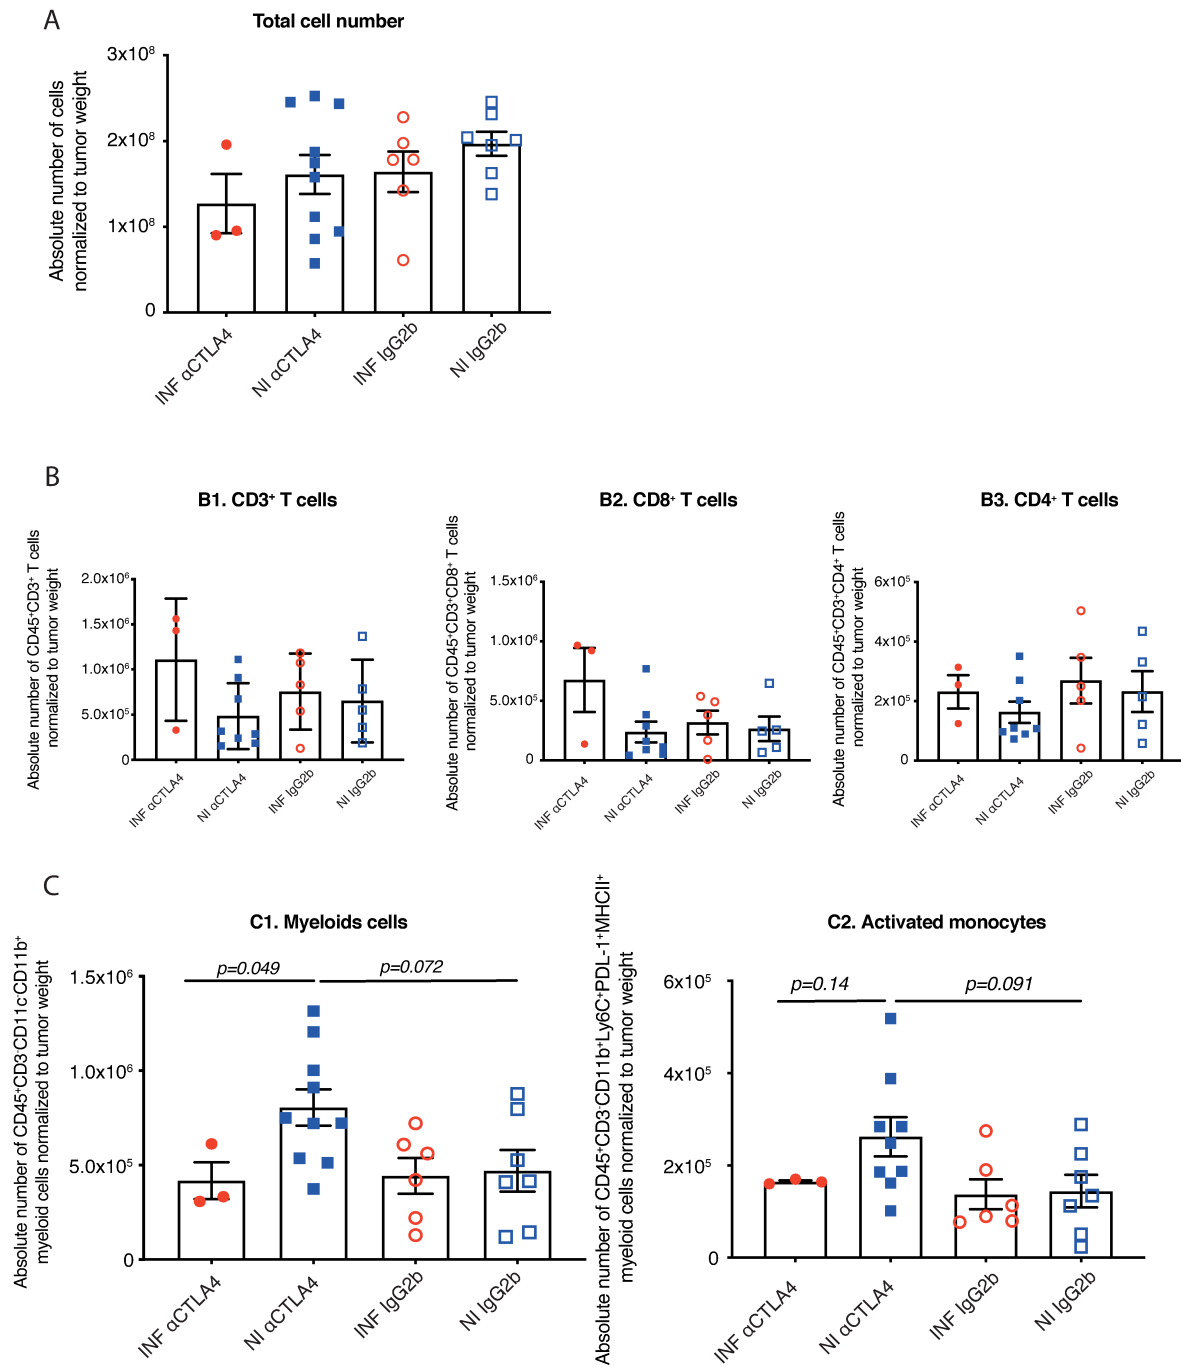 A
Total cell number
Absolute number of cells
normalized to tumor weight
3x10⁸
2x10⁸
1x10⁸
0
INF αCTLA4
NI αCTLA4
INF IgG2b
NI IgG2b
B
B1. CD3⁺ T cells
Absolute number of CD45⁺CD3⁺ T cells
normalized to tumor weight
2.0x10⁶
1.5x10⁶
1.0x10⁶
5.0x10⁵
0
INF αCTLA4
NI αCTLA4
INF IgG2b
NI IgG2b
B2. CD8⁺ T cells
Absolute number of CD45⁺CD3⁺CD8⁺ T cells
normalized to tumor weight
1.5x10⁶
1.0x10⁶
5.0x10⁵
0
INF αCTLA4
NI αCTLA4
INF IgG2b
NI IgG2b
B3. CD4⁺ T cells
Absolute number of CD45⁺CD3⁺CD4⁺ T cells
normalized to tumor weight
6x10⁵
4x10⁵
2x10⁵
0
INF αCTLA4
NI αCTLA4
INF IgG2b
NI IgG2b
C
C1. Myeloids cells
Absolute number of CD45⁺CD3⁻CD11c⁻CD11b⁺
myeloid cells normalized to tumor weight
1.5x10⁶
1.0x10⁶
5.0x10⁵
0
p=0.049
p=0.072
INF αCTLA4
NI αCTLA4
INF IgG2b
NI IgG2b
C2. Activated monocytes
Absolute number of CD45⁺CD3⁻CD11b⁺Ly6C⁺PDL-1⁺MHCII⁺
myeloid cells normalized to tumor weight
6x10⁵
4x10⁵
2x10⁵
0
p=0.14
p=0.091
INF αCTLA4
NI αCTLA4
INF IgG2b
NI IgG2b